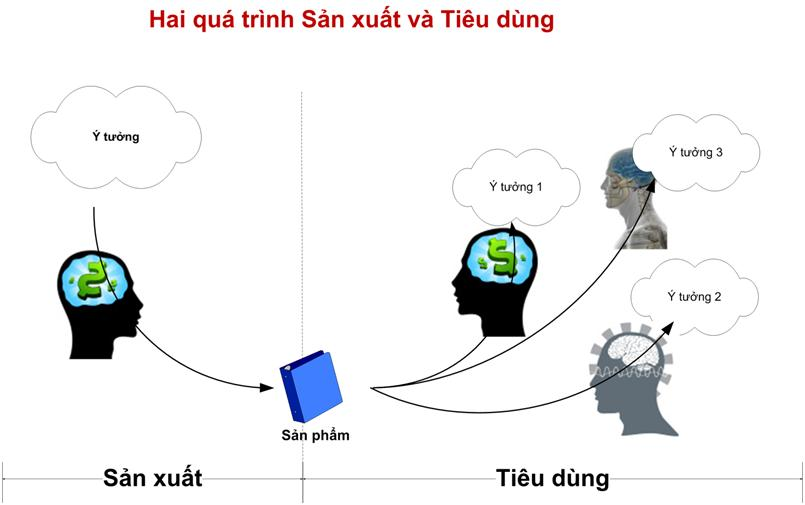 Hai quá trình Sản xuất và Tiêu dùng
Ý tưởng
Ý tưởng 1
Ý tưởng 3
Ý tưởng 2
Sản phẩm
Sản xuất
Tiêu dùng